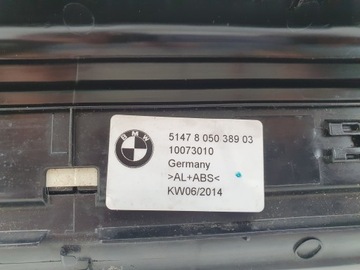 BMW
5147 8 050 389 03
10073010
Germany
>AL+ABS<
KW06/2014